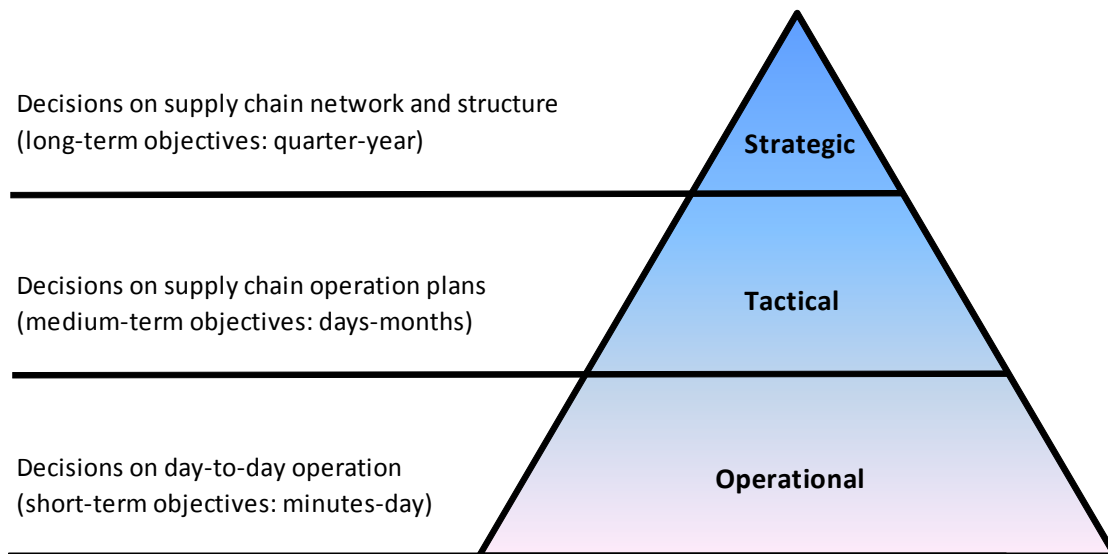 Decisions on supply chain network and structure
(long-term objectives: quarter-year)
Strategic
Decisions on supply chain operation plans
(medium-term objectives: days-months)
Tactical
Decisions on day-to-day operation
(short-term objectives: minutes-day)
Operational